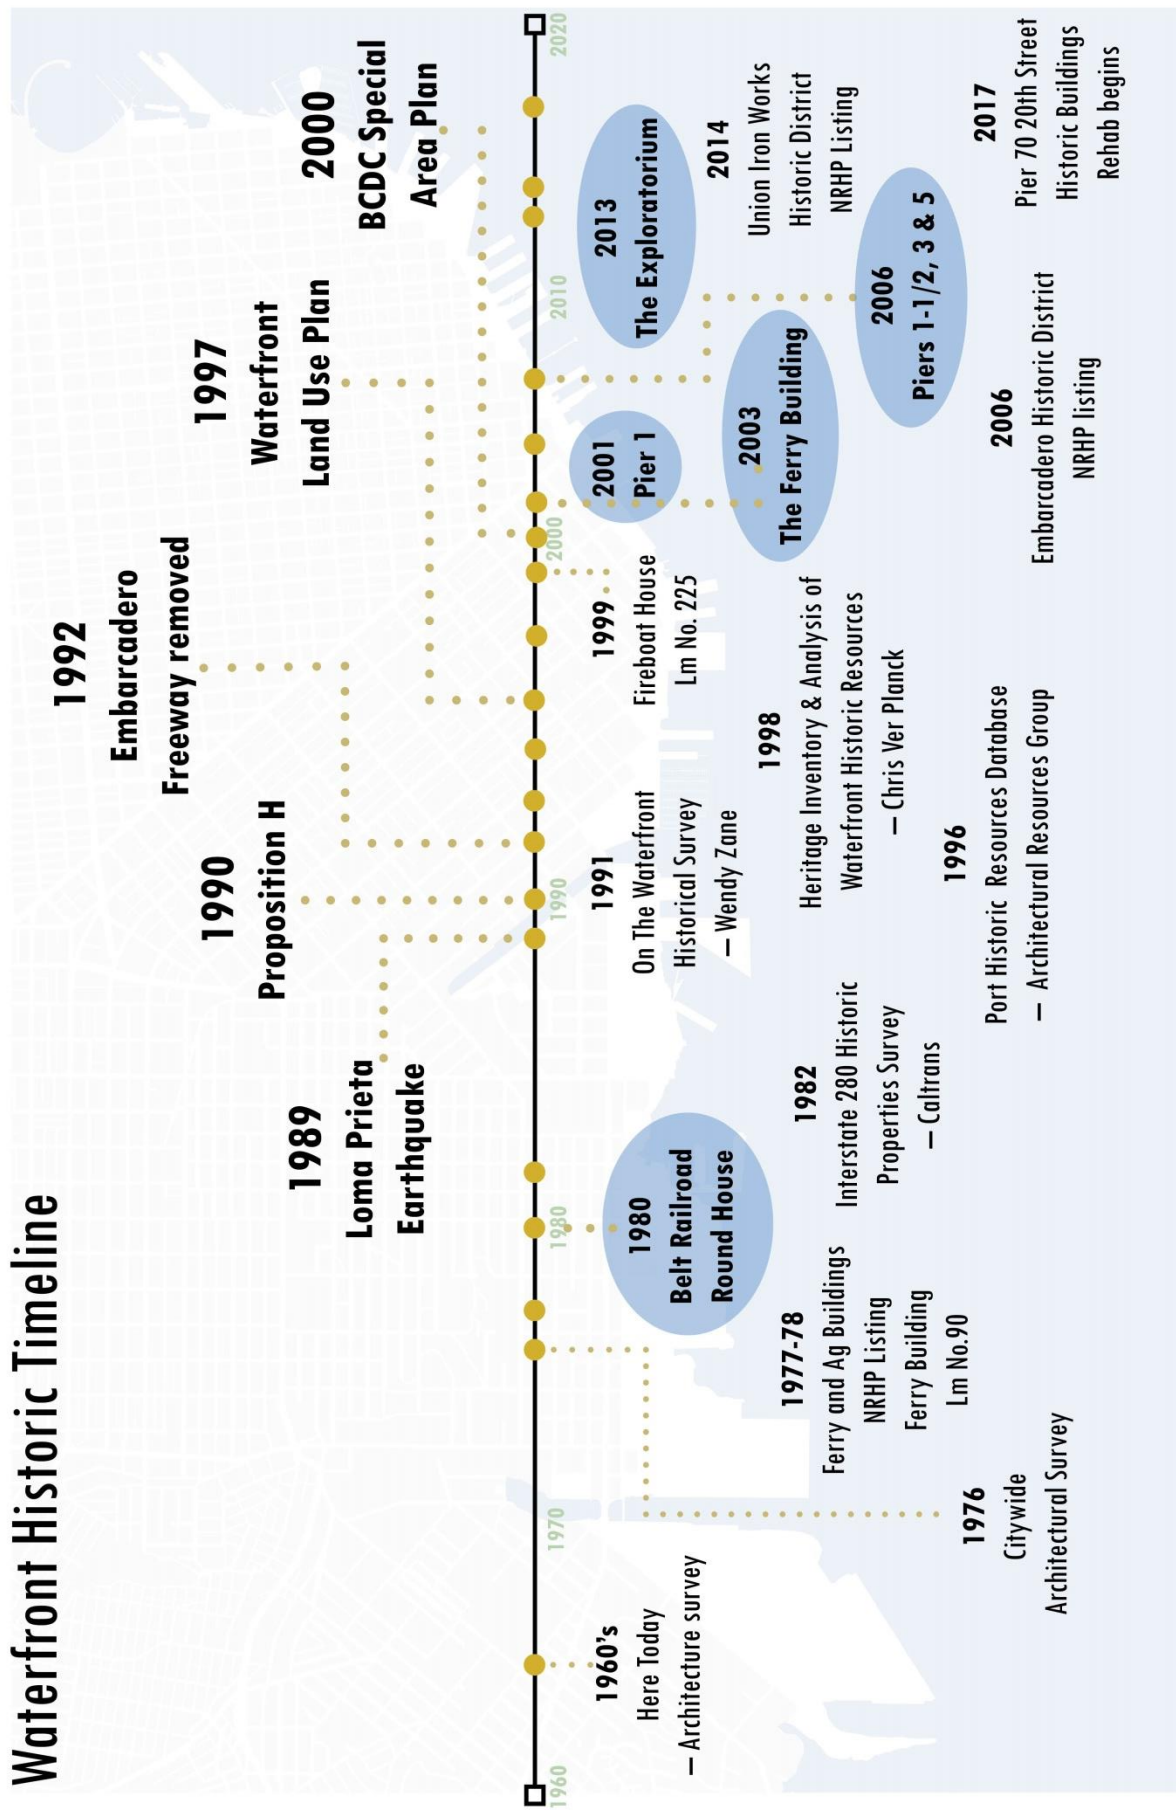 Waterfront Historic Timeline
1989
Loma Prieta
Earthquake
1990
Proposition H
1992
Embarcadero
Freeway removed
1997
Waterfront
Land Use Plan
2000
BCDC Special
Area Plan
1960
1970
1980
1990
2000
2010
2020
1960's
Here Today
– Architecture survey
1976
Citywide
Architectural Survey
1977-78
Ferry and Ag Buildings
NRHP Listing
Ferry Building
Lm No.90
1980
Belt Railroad
Round House
1982
Interstate 280 Historic
Properties Survey
– Caltrans
1991
On The Waterfront
Historical Survey
– Wendy Zane
1996
Port Historic Resources Database
– Architectural Resources Group
1998
Heritage Inventory & Analysis of
Waterfront Historic Resources
– Chris Ver Planck
1999
Fireboat House
Lm No. 225
2001
Pier 1
2003
The Ferry Building
2006
Piers 1-1/2, 3 & 5
2006
Embarcadero Historic District
NRHP listing
2013
The Exploratorium
2014
Union Iron Works
Historic District
NRHP Listing
2017
Pier 70 20th Street
Historic Buildings
Rehab begins